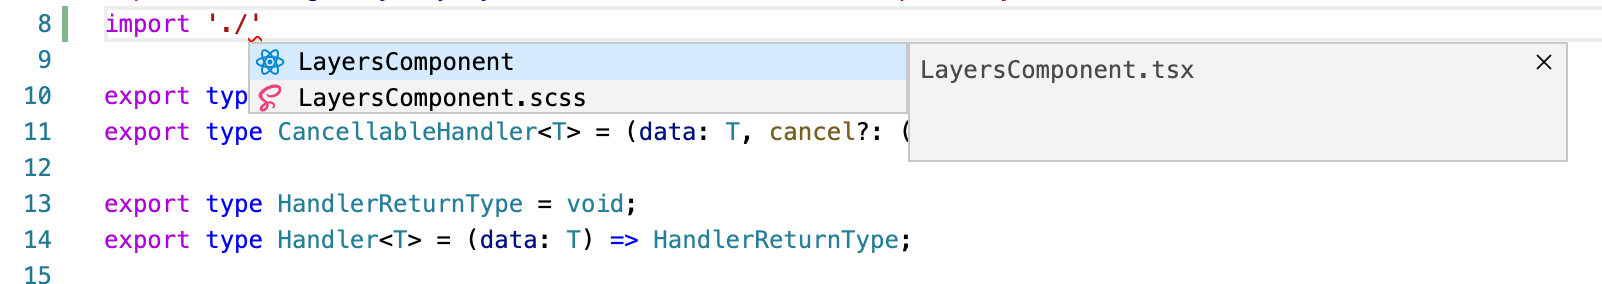 8 import './'
9 LayersComponent LayersComponent.tsx
10 export typ LayersComponent.scss
11 export type CancellableHandler<T> = (data: T, cancel?: (
12
13 export type HandlerReturnType = void;
14 export type Handler<T> = (data: T) => HandlerReturnType;
15